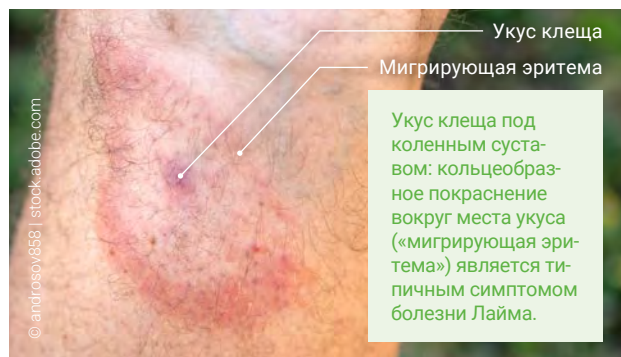 Укус клеща
Мигрирующая эритема
Укус клеща под
коленным суста-
вом: кольцеобраз-
ное покраснение
вокруг места укуса
(«мигрирующая эри-
тема») является ти-
пичным симптомом
болезни Лайма.
© androsov858 | stock.adobe.com